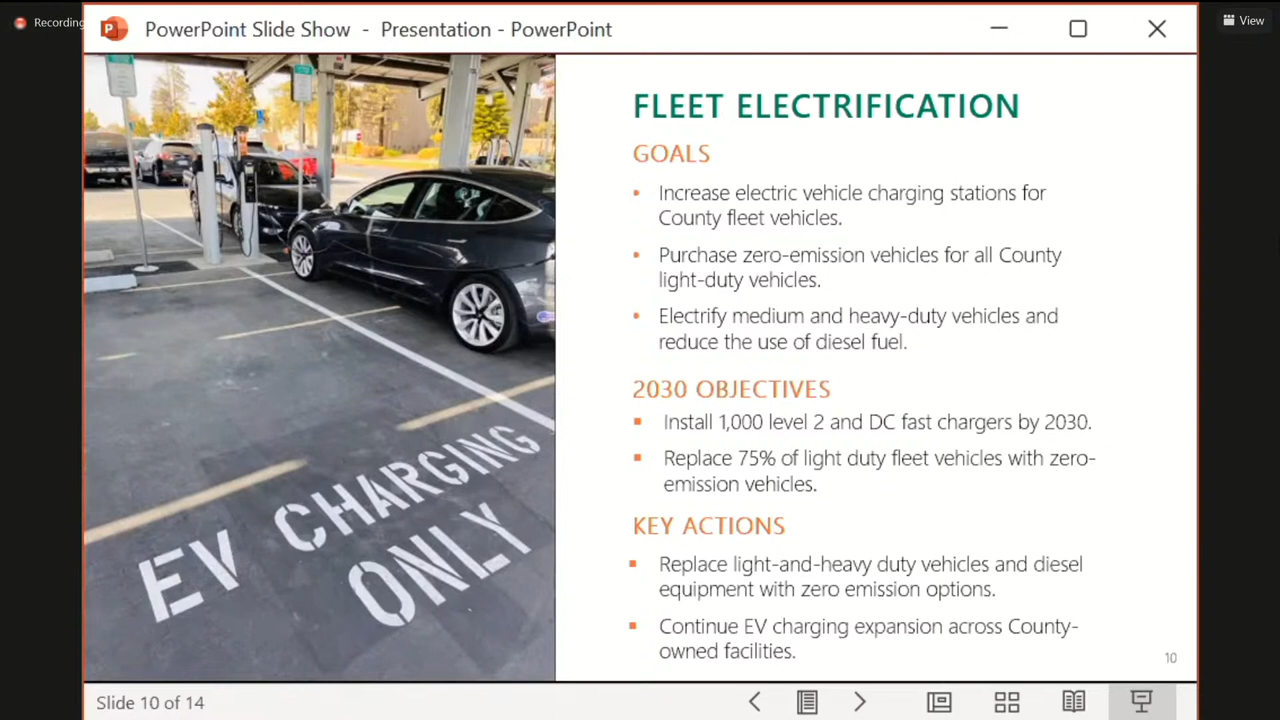 Recording
PowerPoint Slide Show - Presentation - PowerPoint
View
FLEET ELECTRIFICATION
GOALS
• Increase electric vehicle charging stations for
County fleet vehicles.
• Purchase zero-emission vehicles for all County
light-duty vehicles.
• Electrify medium and heavy-duty vehicles and
reduce the use of diesel fuel.
2030 OBJECTIVES
▪ Install 1,000 level 2 and DC fast chargers by 2030.
▪ Replace 75% of light duty fleet vehicles with zero-
emission vehicles.
KEY ACTIONS
▪ Replace light-and-heavy duty vehicles and diesel
equipment with zero emission options.
▪ Continue EV charging expansion across County-
owned facilities.
10
EV CHARGING
ONLY
Slide 10 of 14